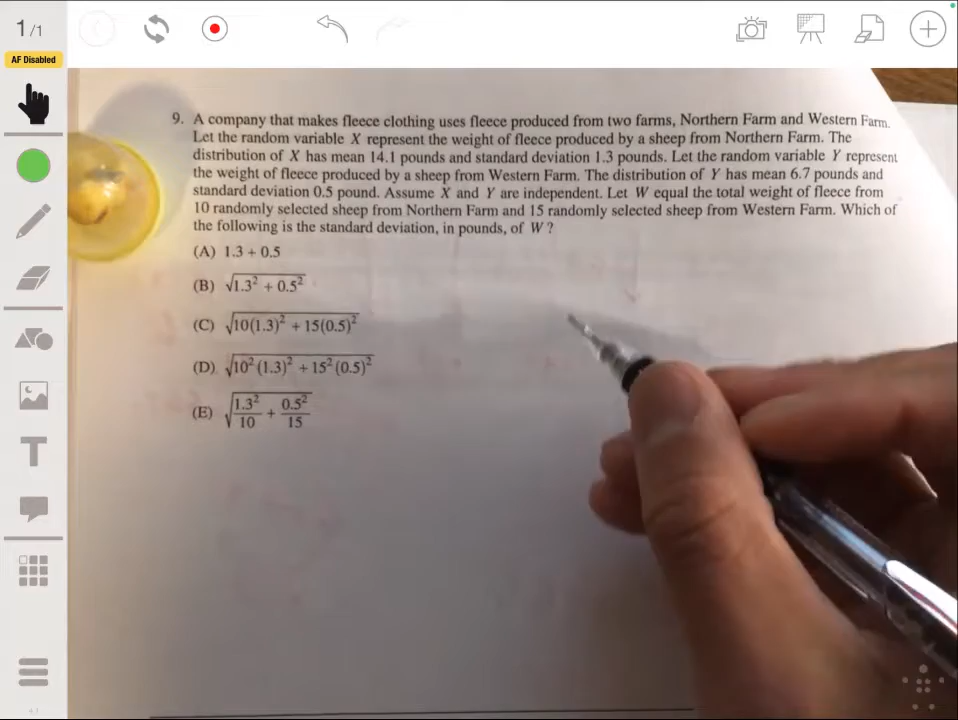 1/1
AF Disabled
T
9. A company that makes fleece clothing uses fleece produced from two farms, Northern Farm and Western Farm.
Let the random variable X represent the weight of fleece produced by a sheep from Northern Farm. The
distribution of X has mean 14.1 pounds and standard deviation 1.3 pounds. Let the random variable Y represent
the weight of fleece produced by a sheep from Western Farm. The distribution of Y has mean 6.7 pounds and
standard deviation 0.5 pound. Assume X and Y are independent. Let W equal the total weight of fleece from
10 randomly selected sheep from Northern Farm and 15 randomly selected sheep from Western Farm. Which of
the following is the standard deviation, in pounds, of W ?
(A) 1.3 + 0.5
(B) √1.3² + 0.5²
(C) √10(1.3)² + 15(0.5)²
(D) √10² (1.3)² + 15² (0.5)²
(E) √1.3²/10 + 0.5²/15